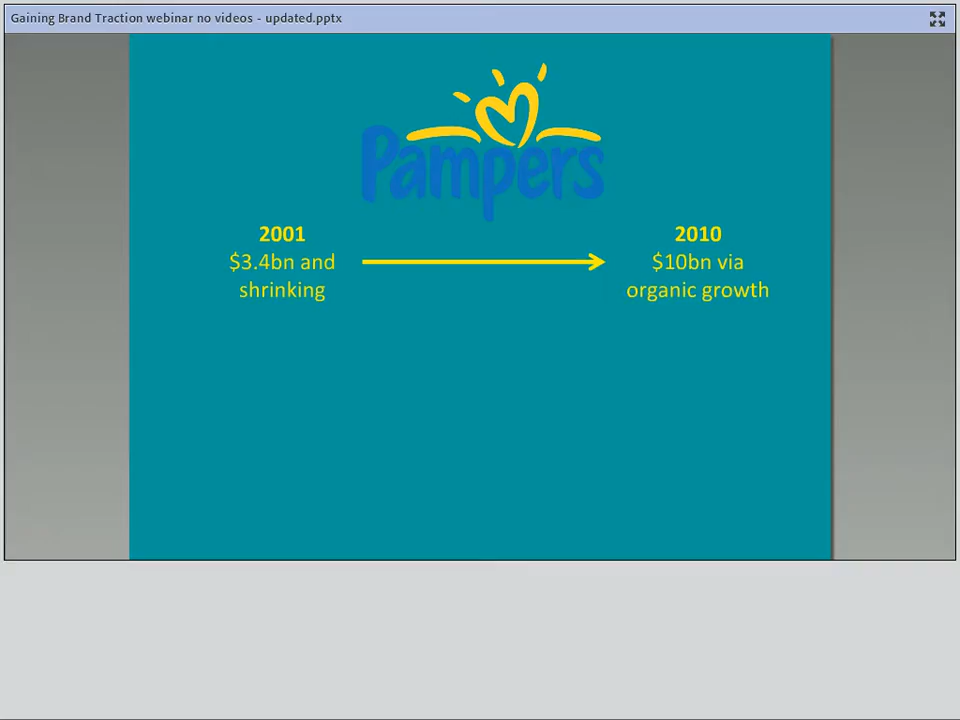 Gaining Brand Traction webinar no videos - updated.pptx
Pampers
2001
$3.4bn and
shrinking
2010
$10bn via
organic growth